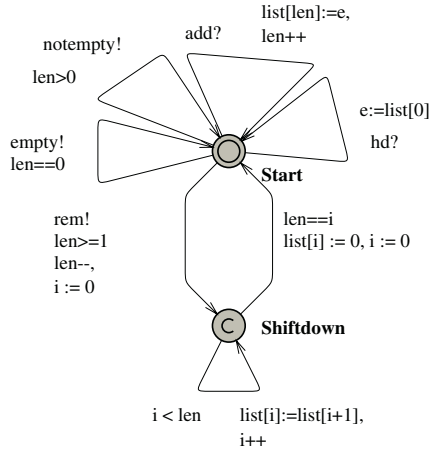 list[len]:=e,
len++
add?
notempty!
len>0
e:=list[0]
hd?
empty!
len==0
Start
rem!
len>=1
len--,
i := 0
len==i
list[i] := 0, i := 0
C
Shiftdown
i < len
list[i]:=list[i+1],
i++